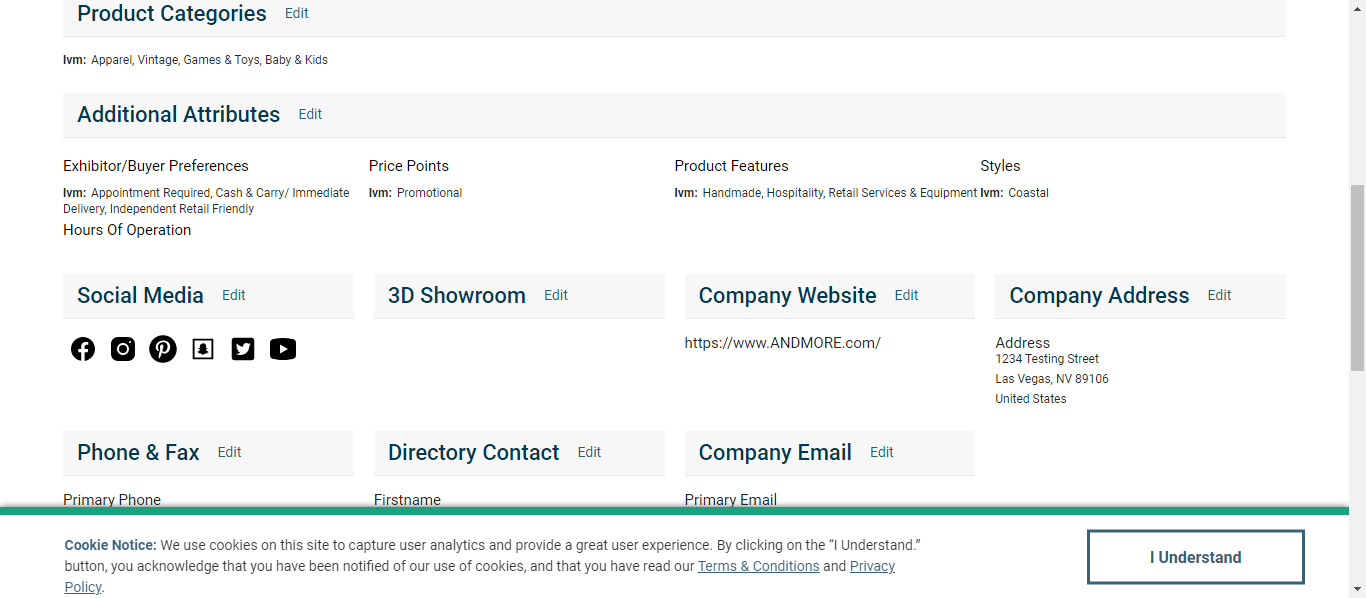 Product Categories Edit
lvm: Apparel, Vintage, Games & Toys, Baby & Kids
Additional Attributes Edit
Exhibitor/Buyer Preferences
lvm: Appointment Required, Cash & Carry/ Immediate
Delivery, Independent Retail Friendly
Price Points
lvm: Promotional
Product Features
lvm: Handmade, Hospitality, Retail Services & Equipment
Styles
lvm: Coastal
Hours Of Operation
Social Media Edit
3D Showroom Edit
Company Website Edit
https://www.ANDMORE.com/
Company Address Edit
Address
1234 Testing Street
Las Vegas, NV 89106
United States
Phone & Fax Edit
Primary Phone
Directory Contact Edit
Firstname
Company Email Edit
Primary Email
Cookie Notice: We use cookies on this site to capture user analytics and provide a great user experience. By clicking on the “I Understand.”
button, you acknowledge that you have been notified of our use of cookies, and that you have read our Terms & Conditions and Privacy
Policy.
I Understand